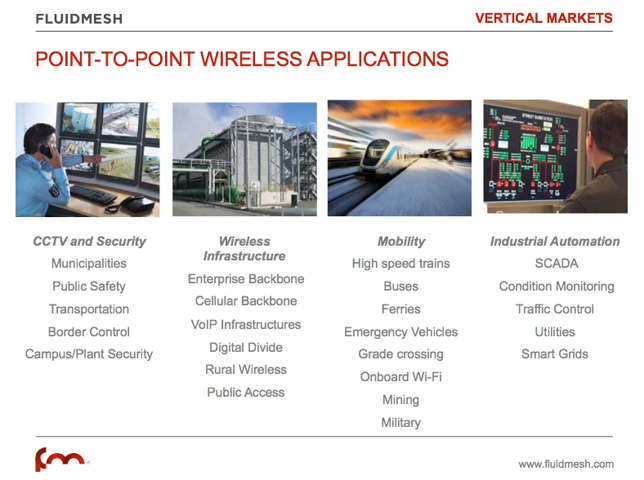 FLUIDMESH
VERTICAL MARKETS
POINT-TO-POINT WIRELESS APPLICATIONS
CCTV and Security
Municipalities
Public Safety
Transportation
Border Control
Campus/Plant Security
Wireless
Infrastructure
Enterprise Backbone
Cellular Backbone
VoIP Infrastructures
Digital Divide
Rural Wireless
Public Access
Mobility
High speed trains
Buses
Ferries
Emergency Vehicles
Grade crossing
Onboard Wi-Fi
Mining
Military
Industrial Automation
SCADA
Condition Monitoring
Traffic Control
Utilities
Smart Grids
fm
www.fluidmesh.com